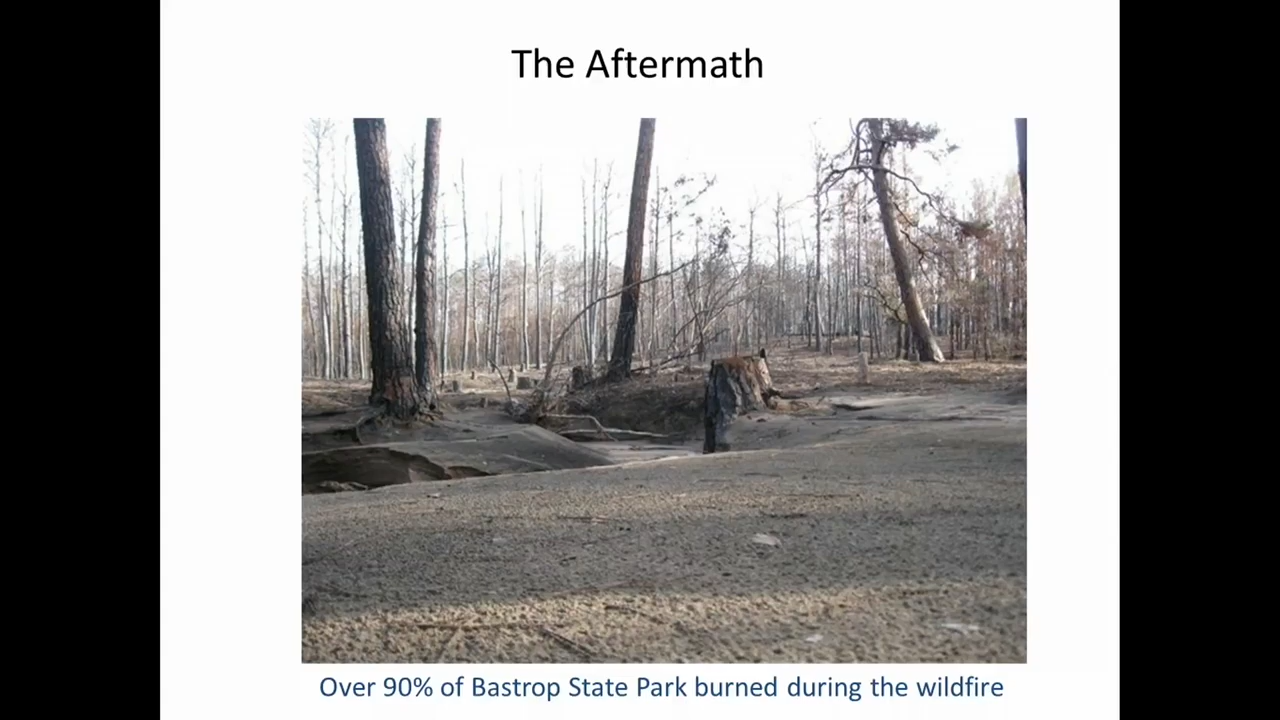 The Aftermath
Over 90% of Bastrop State Park burned during the wildfire